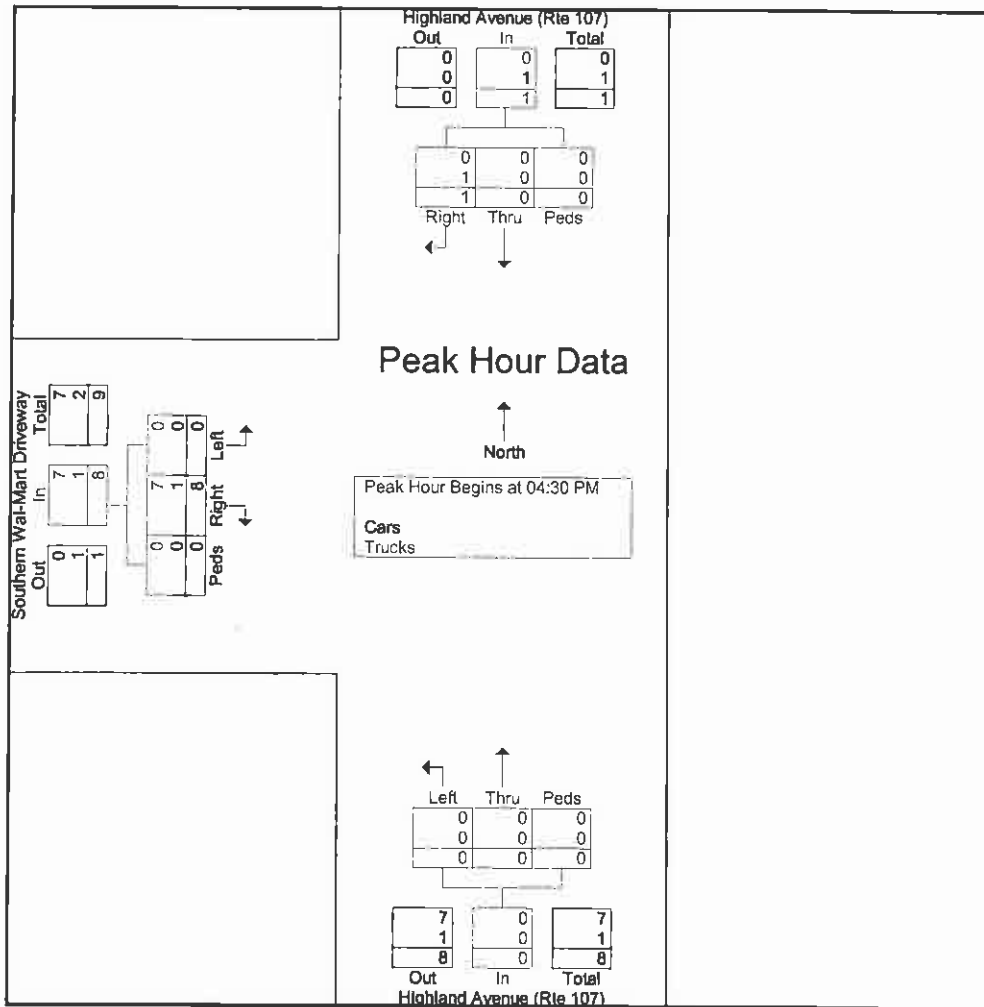 Highland Avenue (Rte 107)
Out In Total
0 0 0
0 1 1
0 1 1
0 0 0
1 0 0
1 0 0
Right Thru Peds
Peak Hour Data
North
Peak Hour Begins at 04:30 PM
Cars
Trucks
Southern Wal-Mart Driveway
Out In Total
0 7 7
1 1 2
1 8 9
0 7 0
0 1 0
0 8 0
Peds Right Left
Left Thru Peds
0 0 0
0 0 0
0 0 0
7 0 7
1 0 1
8 0 8
Out In Total
Highland Avenue (Rte 107)